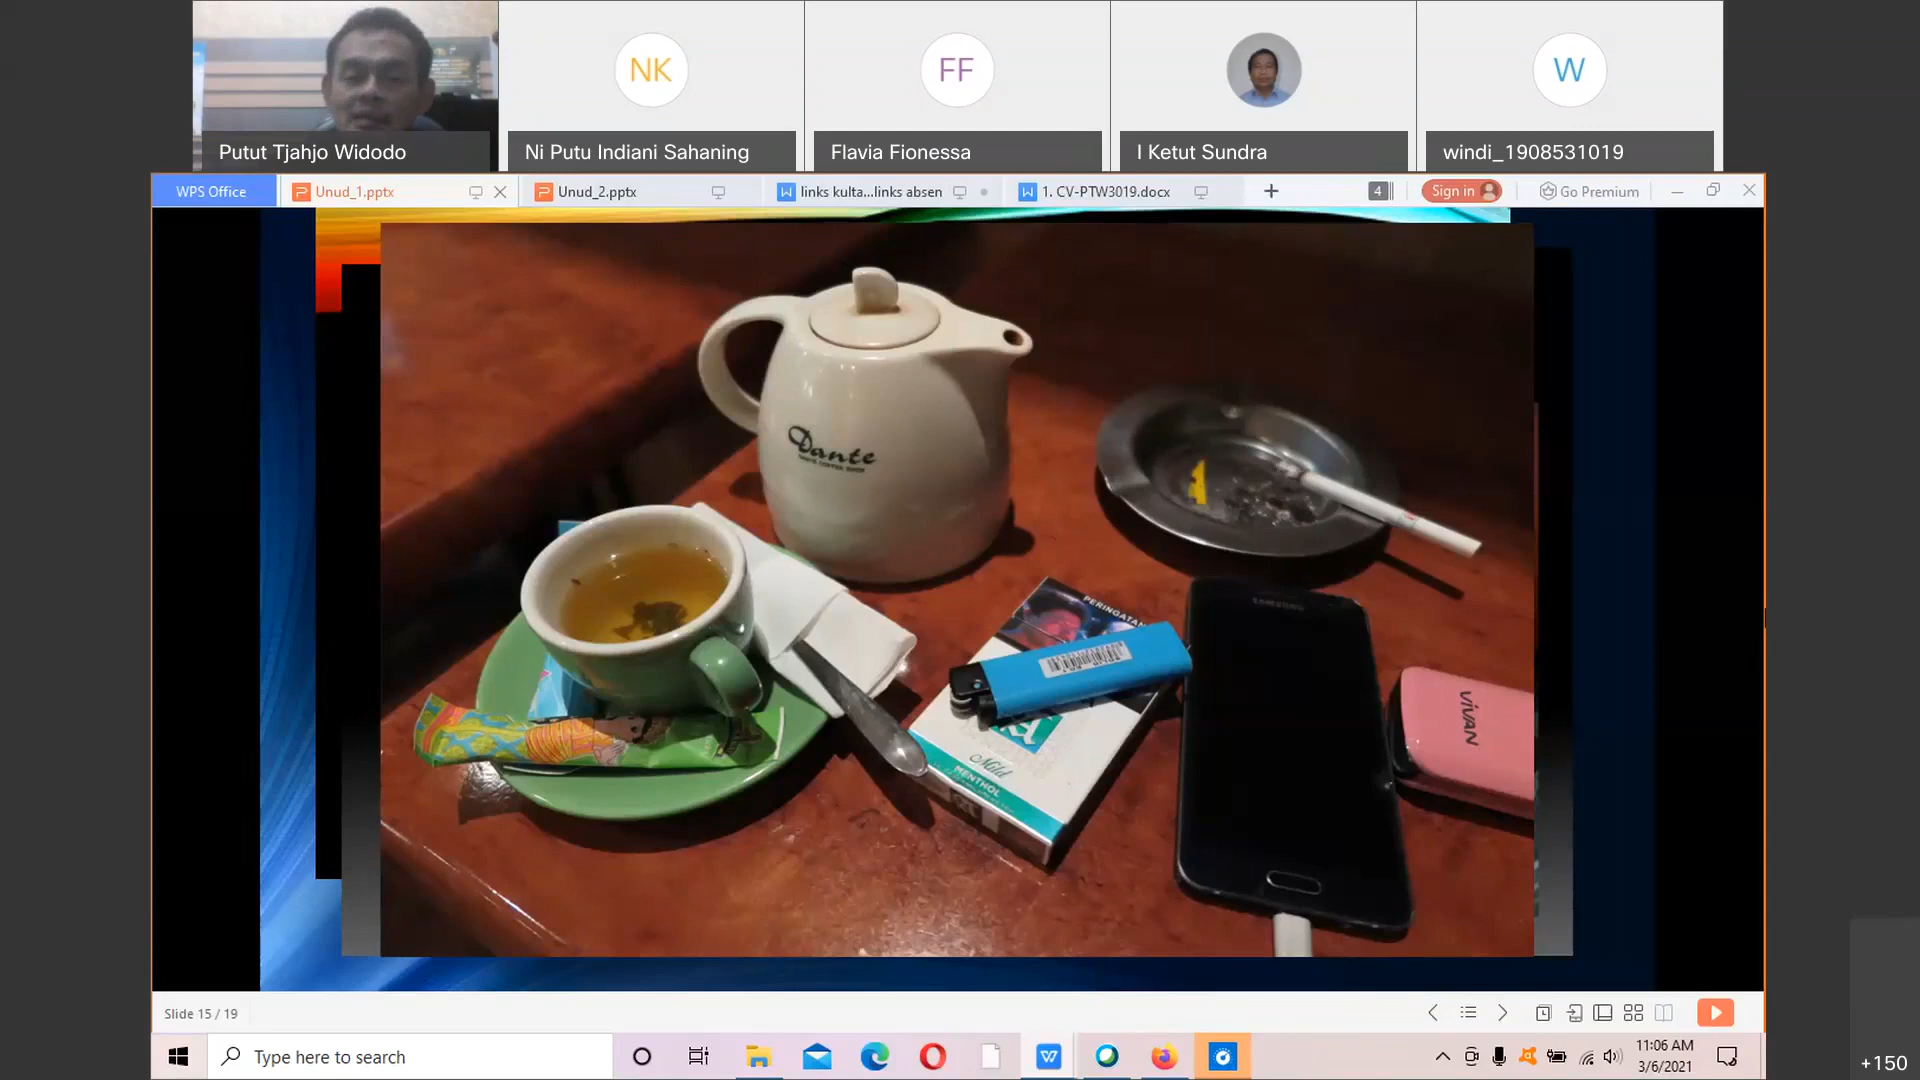 NK
FF
W
Putut Tjahjo Widodo
Ni Putu Indiani Sahaning
Flavia Fionessa
I Ketut Sundra
windi_1908531019
WPS Office
Unud_1.pptx
Unud_2.pptx
links kulta...links absen
1. CV-PTW3019.docx
4
Sign in
Go Premium
Dante
PERINGATAN
SAMSUNG
ViVAN
Mild
MENTHOL
Slide 15 / 19
Type here to search
11:06 AM
3/6/2021
+150